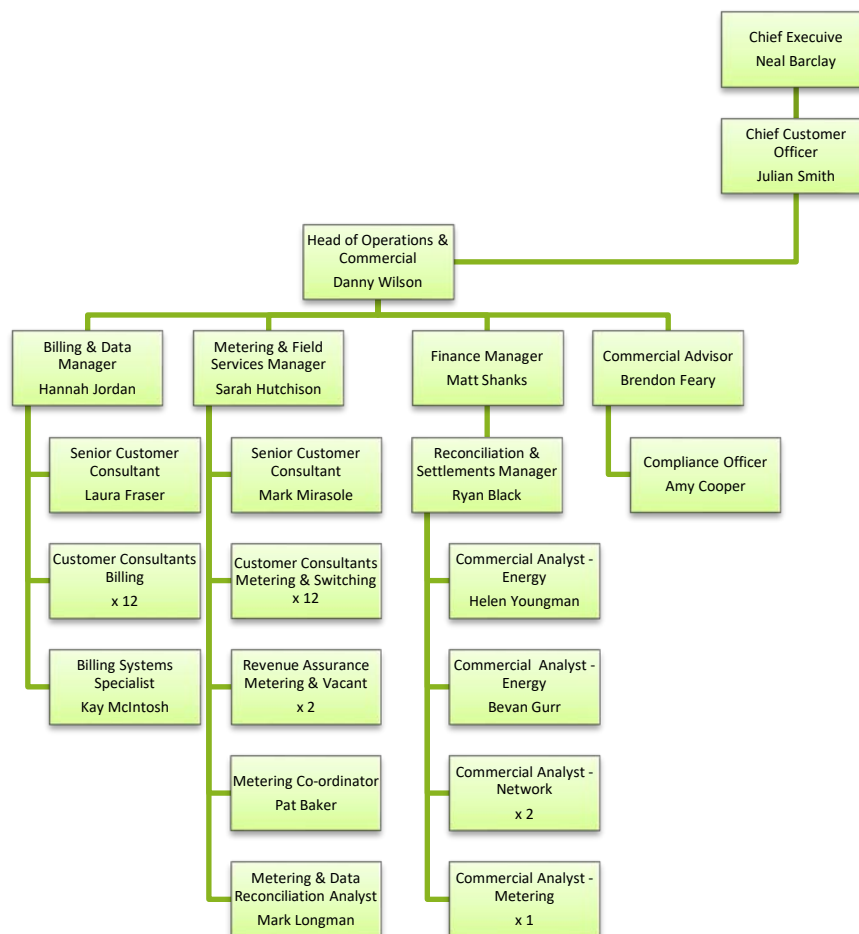 Chief Execuive
Neal Barclay
Chief Customer
Officer
Julian Smith
Head of Operations &
Commercial
Danny Wilson
Billing & Data
Manager
Hannah Jordan
Metering & Field
Services Manager
Sarah Hutchison
Finance Manager
Matt Shanks
Commercial Advisor
Brendon Feary
Senior Customer
Consultant
Laura Fraser
Senior Customer
Consultant
Mark Mirasole
Reconciliation &
Settlements Manager
Ryan Black
Compliance Officer
Amy Cooper
Customer Consultants
Billing
x 12
Customer Consultants
Metering & Switching
x 12
Commercial Analyst -
Energy
Helen Youngman
Billing Systems
Specialist
Kay McIntosh
Revenue Assurance
Metering & Vacant
x 2
Commercial Analyst -
Energy
Bevan Gurr
Metering Co-ordinator
Pat Baker
Commercial Analyst -
Network
x 2
Metering & Data
Reconciliation Analyst
Mark Longman
Commercial Analyst -
Metering
x 1